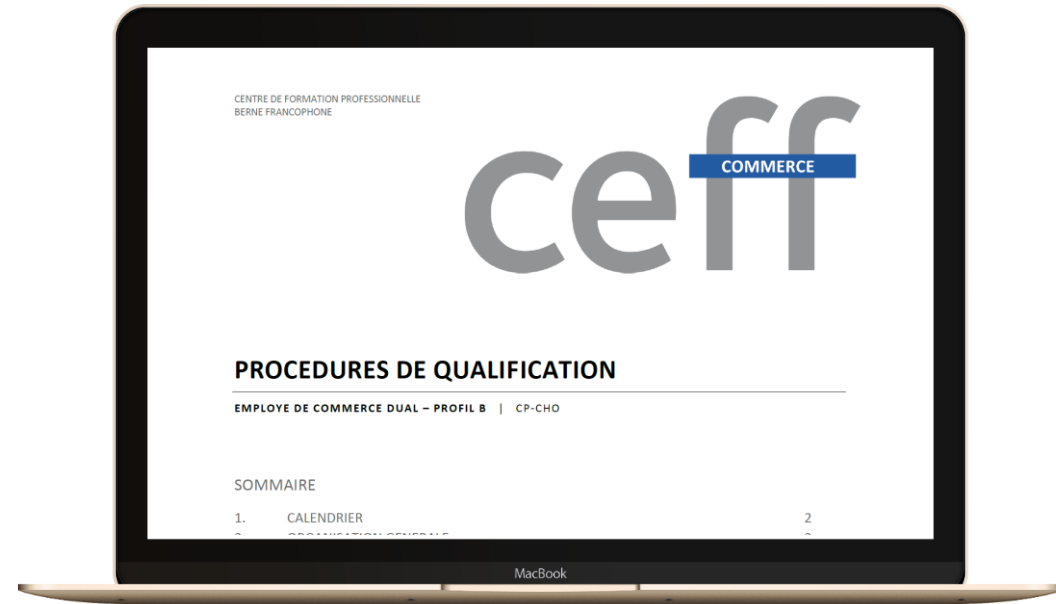 CENTRE DE FORMATION PROFESSIONNELLE
BERNE FRANCOPHONE
ceff
COMMERCE
PROCEDURES DE QUALIFICATION
EMPLOYE DE COMMERCE DUAL – PROFIL B | CP-CHO
SOMMAIRE
1. CALENDRIER 2
MacBook